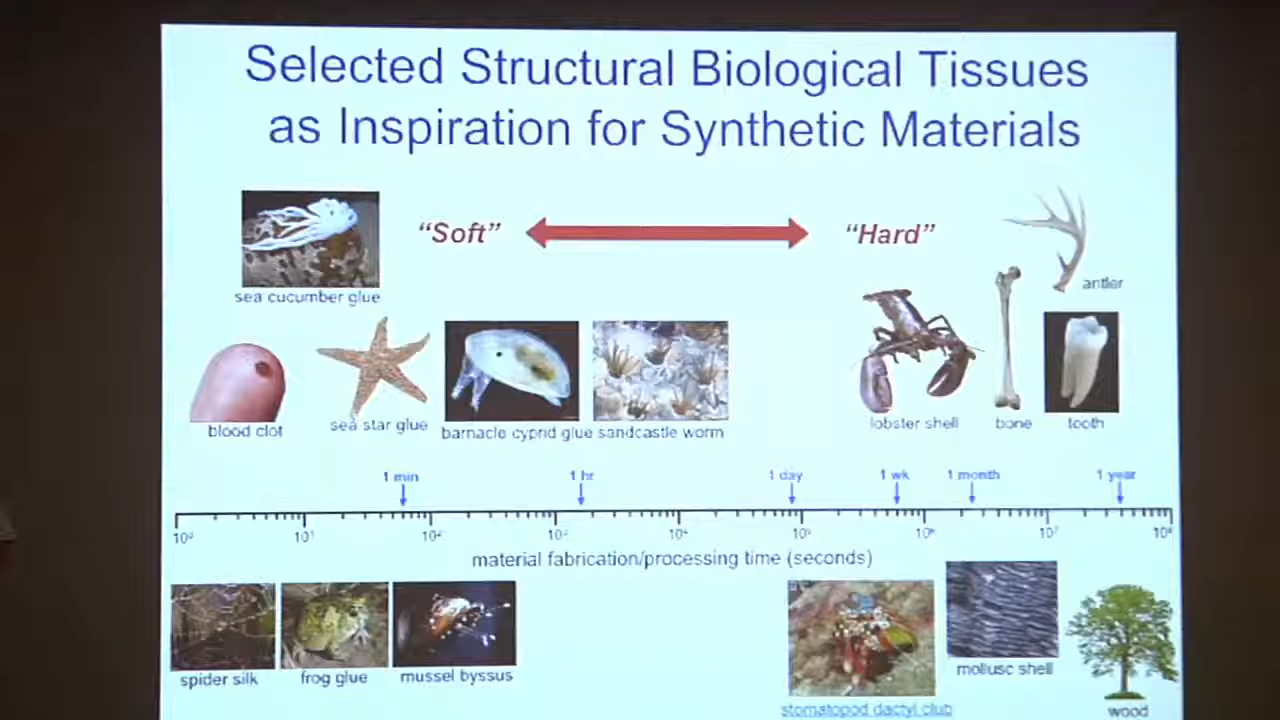 Selected Structural Biological Tissues
as Inspiration for Synthetic Materials
“Soft”
“Hard”
sea cucumber glue
antler
blood clot
sea star glue
barnacle cyprid glue
sandcastle worm
lobster shell
bone
tooth
1 min
1 hr
1 day
1 wk
1 month
1 year
10⁰ 10¹ 10² 10³ 10⁴ 10⁵ 10⁶ 10⁷ 10⁸
material fabrication/processing time (seconds)
spider silk
frog glue
mussel byssus
stomatopod dactyl club
mollusc shell
wood